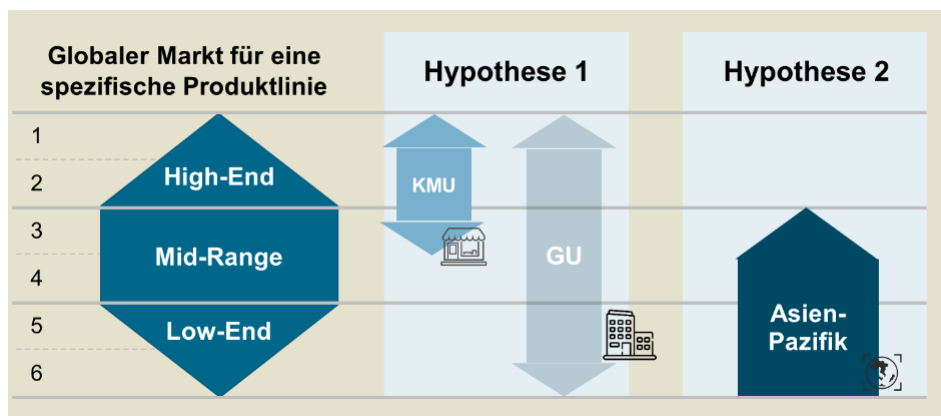 Globaler Markt für eine
spezifische Produktlinie
Hypothese 1
Hypothese 2
1
2
3
4
5
6
High-End
Mid-Range
Low-End
KMU
GU
Asien-
Pazifik